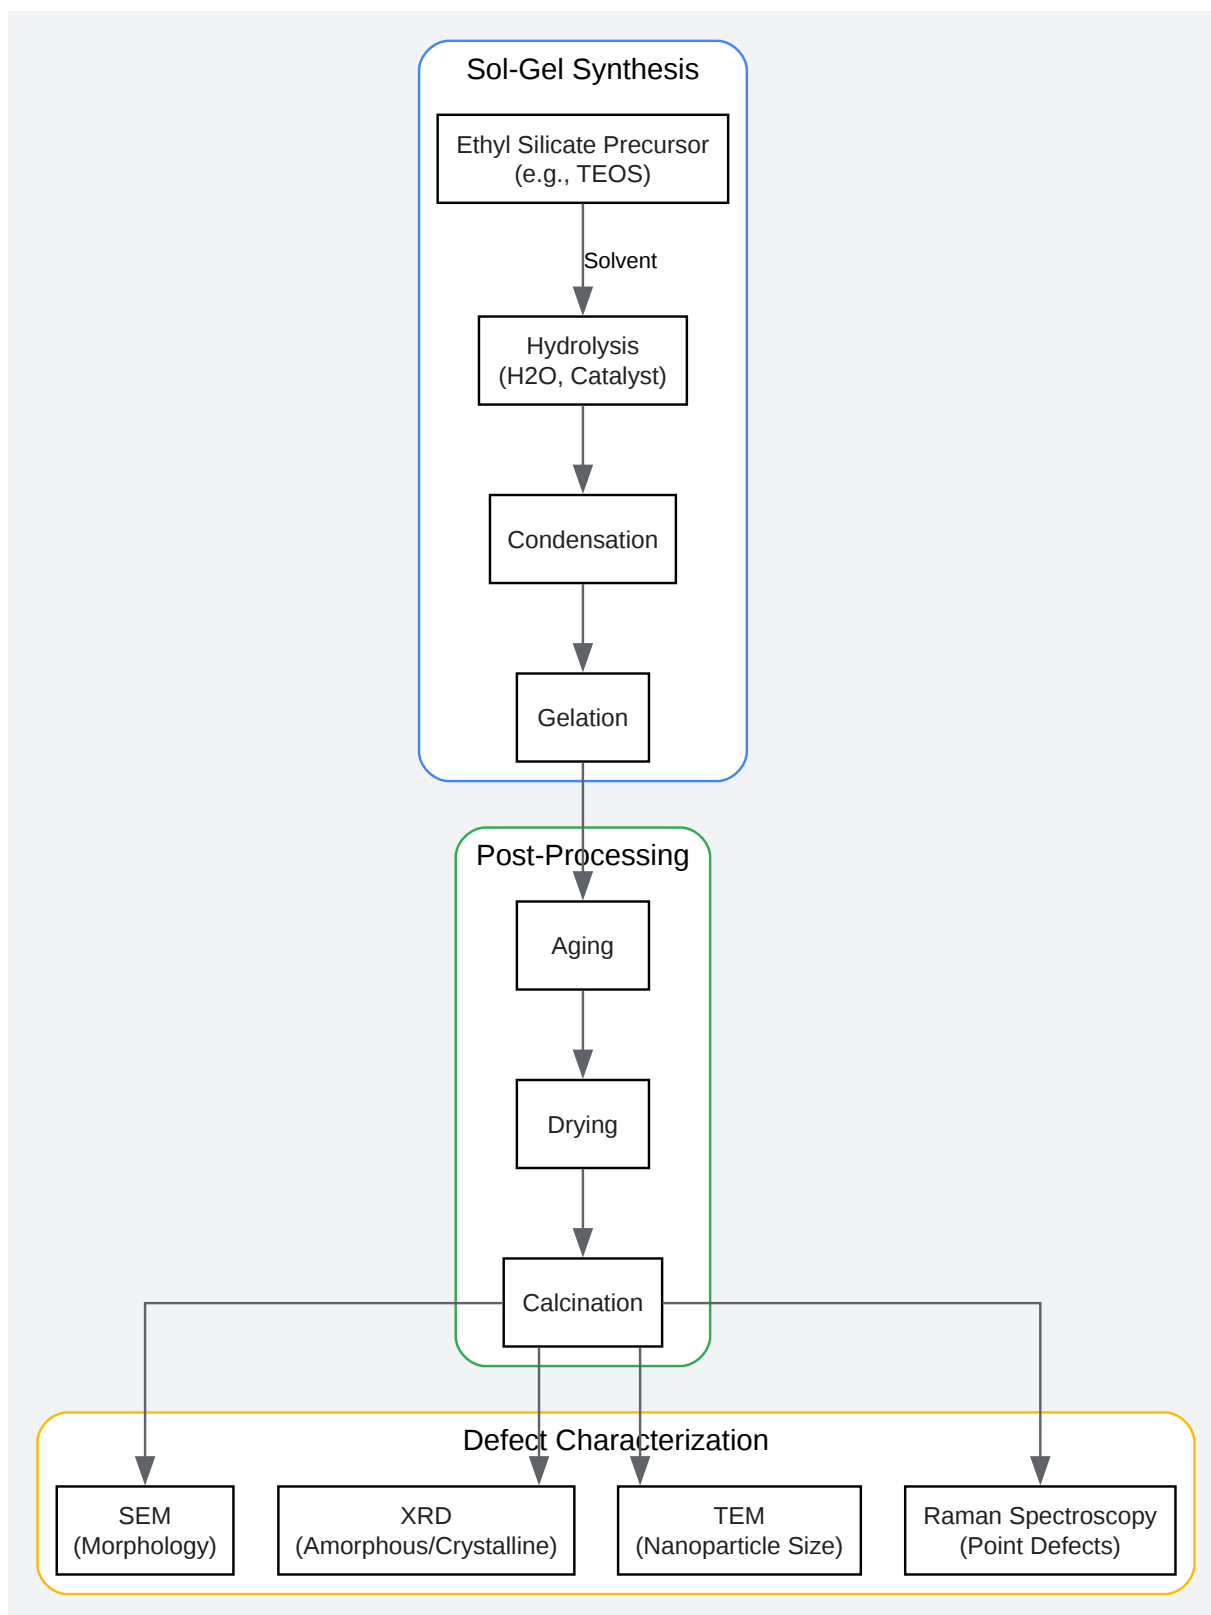 Sol-Gel Synthesis
Ethyl Silicate Precursor
(e.g., TEOS)
Solvent
Hydrolysis
(H2O, Catalyst)
Condensation
Gelation
Post-Processing
Aging
Drying
Calcination
Defect Characterization
SEM
(Morphology)
XRD
(Amorphous/Crystalline)
TEM
(Nanoparticle Size)
Raman Spectroscopy
(Point Defects)